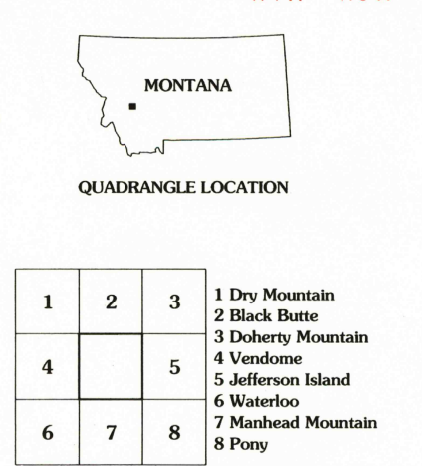 MONTANA
QUADRANGLE LOCATION
1 2 3
4 5
6 7 8
1 Dry Mountain
2 Black Butte
3 Doherty Mountain
4 Vendome
5 Jefferson Island
6 Waterloo
7 Manhead Mountain
8 Pony